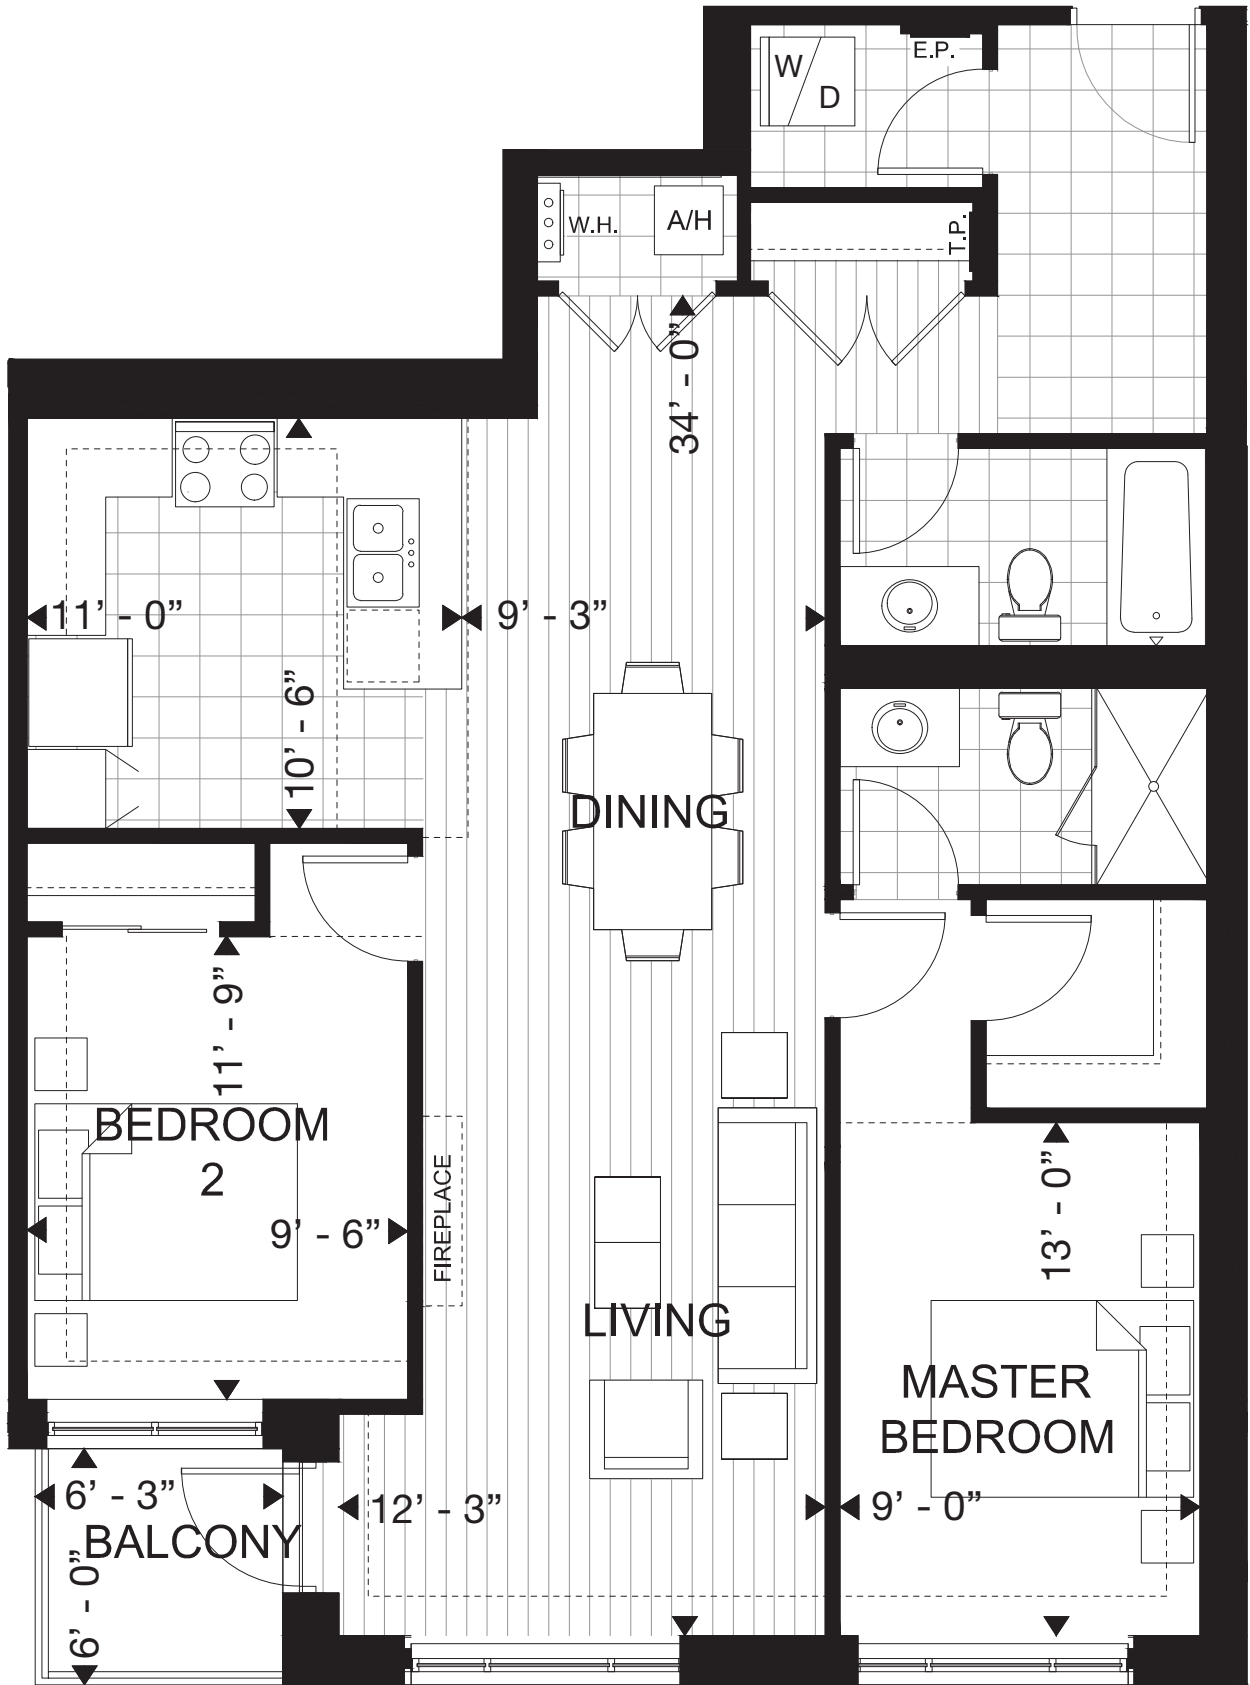 E.P.
W
D
W.H.
A/H
T.P.
34’ - 0”
11’ - 0”
9’ - 3”
10’ - 6”
DINING
11’ - 9”
BEDROOM
2
9’ - 6”
FIREPLACE
13’ - 0”
LIVING
MASTER
BEDROOM
6’ - 3”
12’ - 3”
9’ - 0”
BALCONY
6’ - 0”